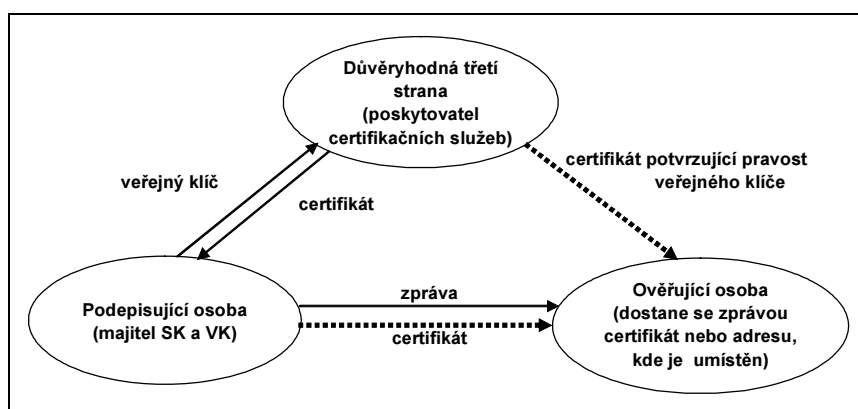 Důvěryhodná třetí
strana
(poskytovatel
certifikačních služeb)
certifikát potvrzující pravost
veřejného klíče
veřejný klíč
certifikát
Podepisující osoba
(majitel SK a VK)
zpráva
certifikát
Ověřující osoba
(dostane se zprávou
certifikát nebo adresu,
kde je umístěn)